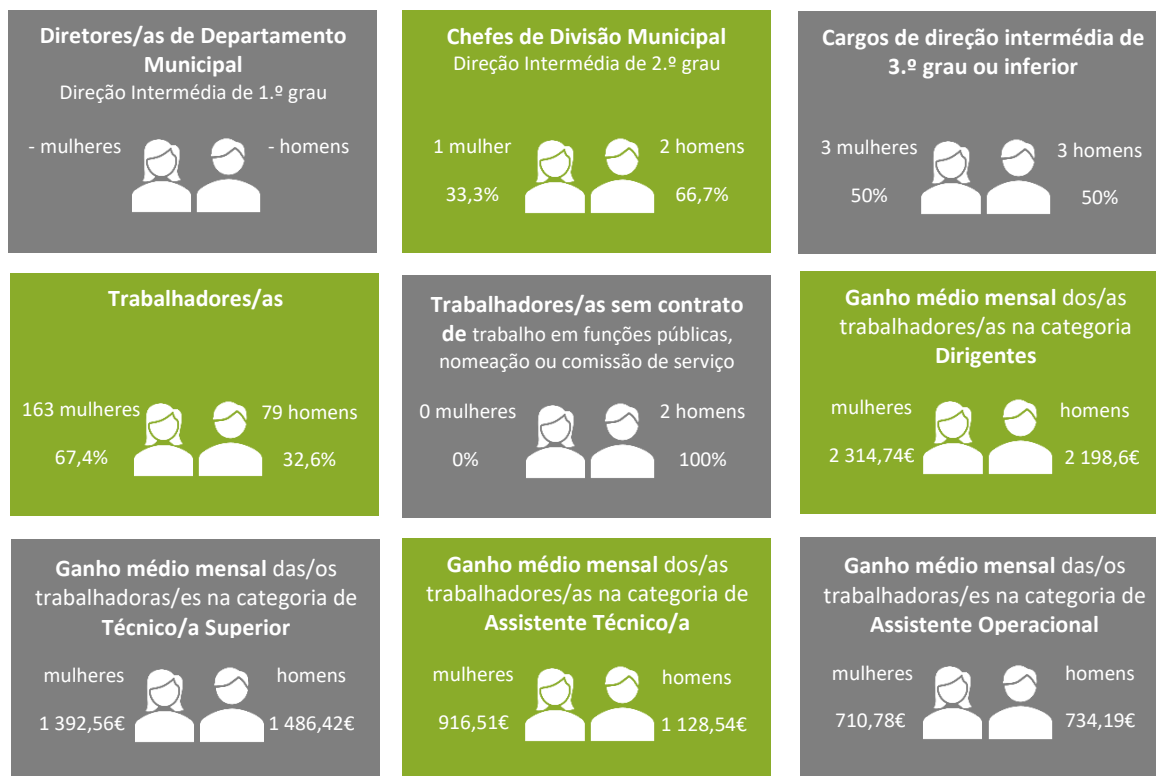 Diretores/as de Departamento
Municipal
Direção Intermédia de 1.º grau
- mulheres
- homens
Chefes de Divisão Municipal
Direção Intermédia de 2.º grau
1 mulher
2 homens
33,3%
66,7%
Cargos de direção intermédia de
3.º grau ou inferior
3 mulheres
3 homens
50%
50%
Trabalhadores/as
163 mulheres
79 homens
67,4%
32,6%
Trabalhadores/as sem contrato
de trabalho em funções públicas,
nomeação ou comissão de serviço
0 mulheres
2 homens
0%
100%
Ganho médio mensal dos/as
trabalhadores/as na categoria
Dirigentes
mulheres
homens
2 314,74€
2 198,6€
Ganho médio mensal das/os
trabalhadoras/es na categoria de
Técnico/a Superior
mulheres
homens
1 392,56€
1 486,42€
Ganho médio mensal dos/as
trabalhadores/as na categoria de
Assistente Técnico/a
mulheres
homens
916,51€
1 128,54€
Ganho médio mensal das/os
trabalhadoras/es na categoria de
Assistente Operacional
mulheres
homens
710,78€
734,19€